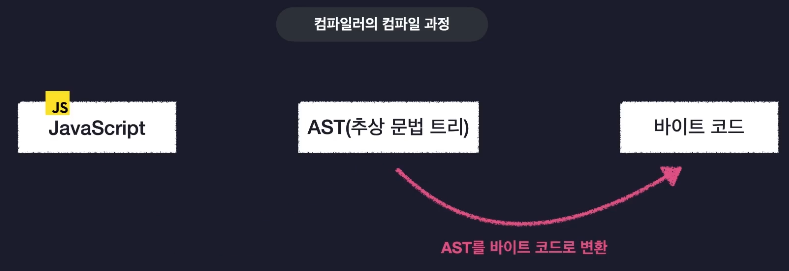 컴파일러의 컴파일 과정
JS
JavaScript
AST(추상 문법 트리)
바이트 코드
AST를 바이트 코드로 변환